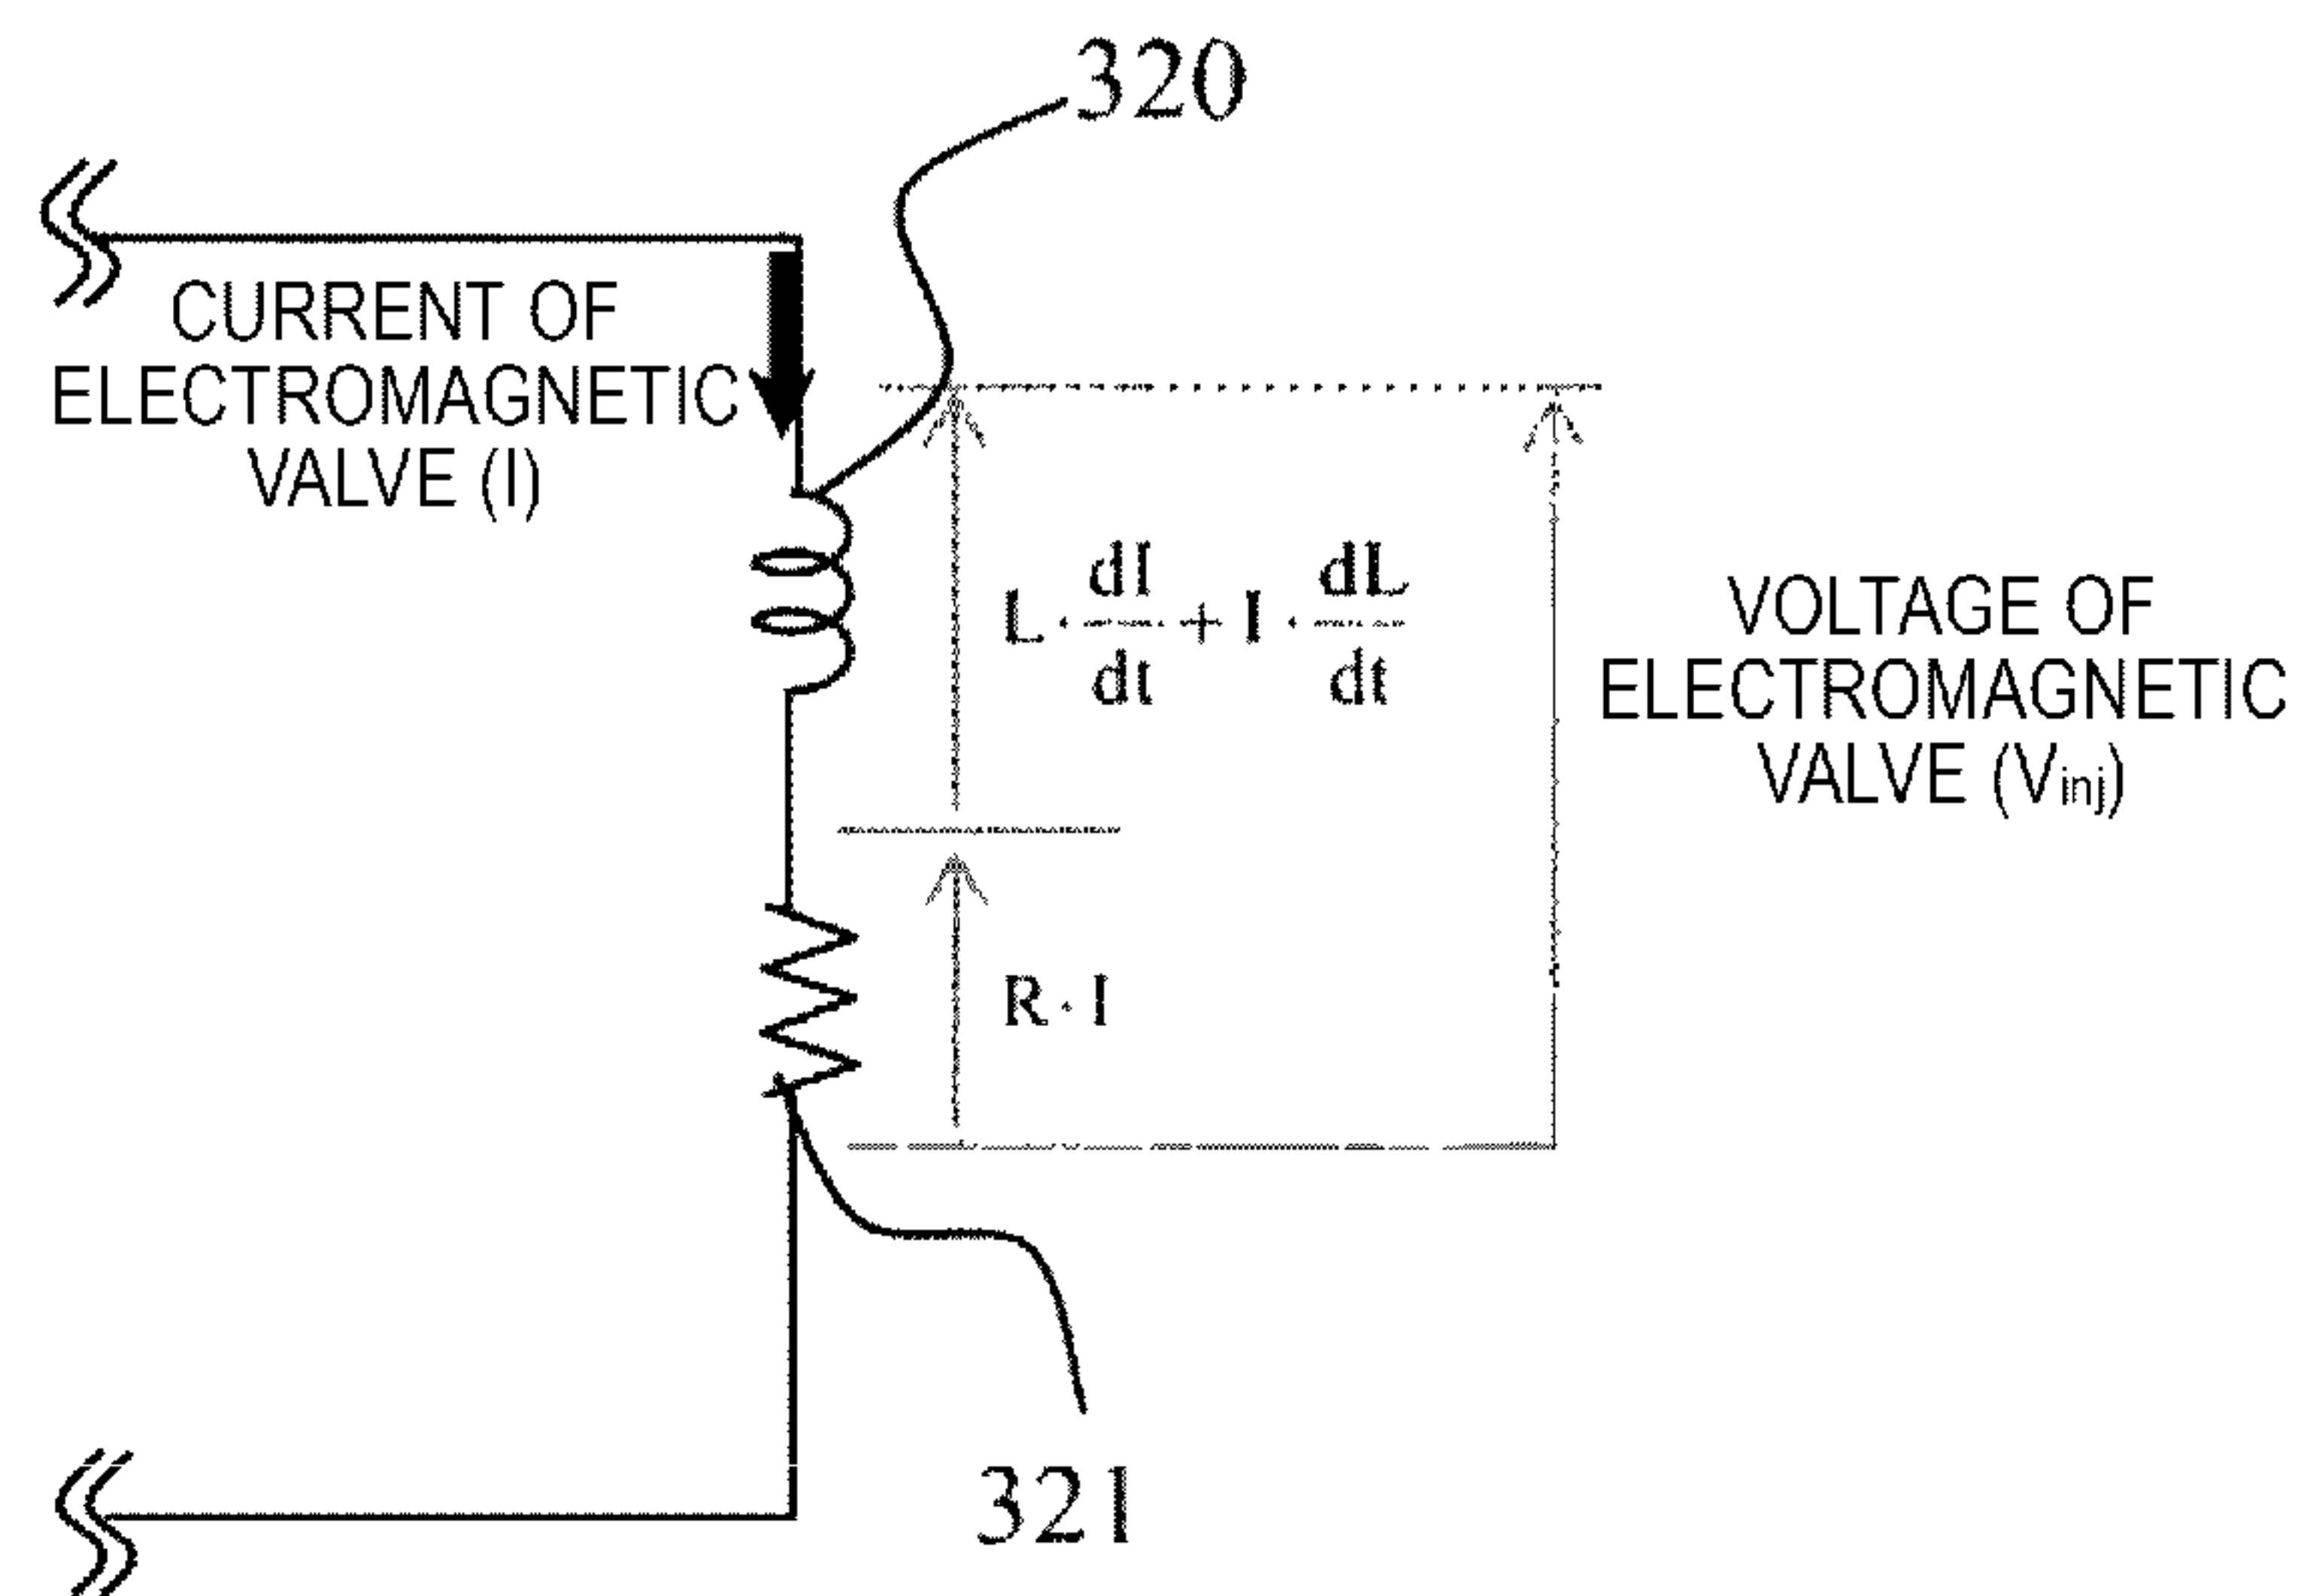 320
CURRENT OF
ELECTROMAGNETIC
VALVE (I)
L · dI/dt + I · dL/dt
VOLTAGE OF
ELECTROMAGNETIC
VALVE (Vinj)
R · I
321